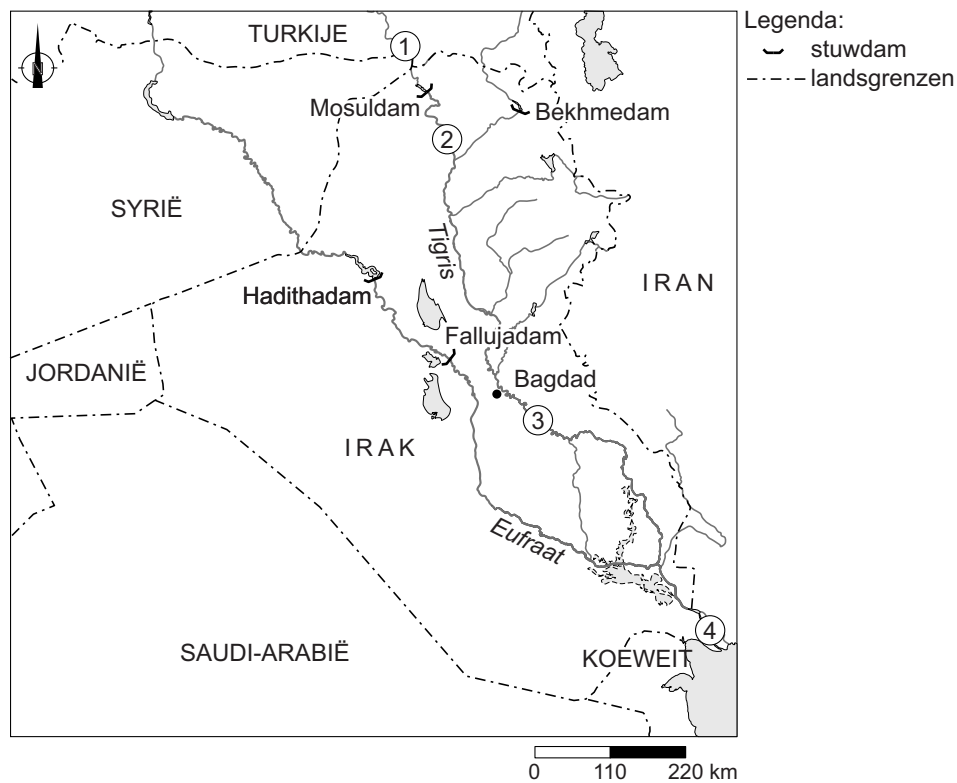 Legenda:
stuwdam
landsgrenzen
TURKIJE
1
N
Mosuldam
Bekhmedam
2
SYRIË
Tigris
IRAN
Hadithadam
Fallujadam
JORDANIË
Bagdad
3
IRAK
Eufraat
4
SAUDI-ARABIË
KOEWEIT
0 110 220 km